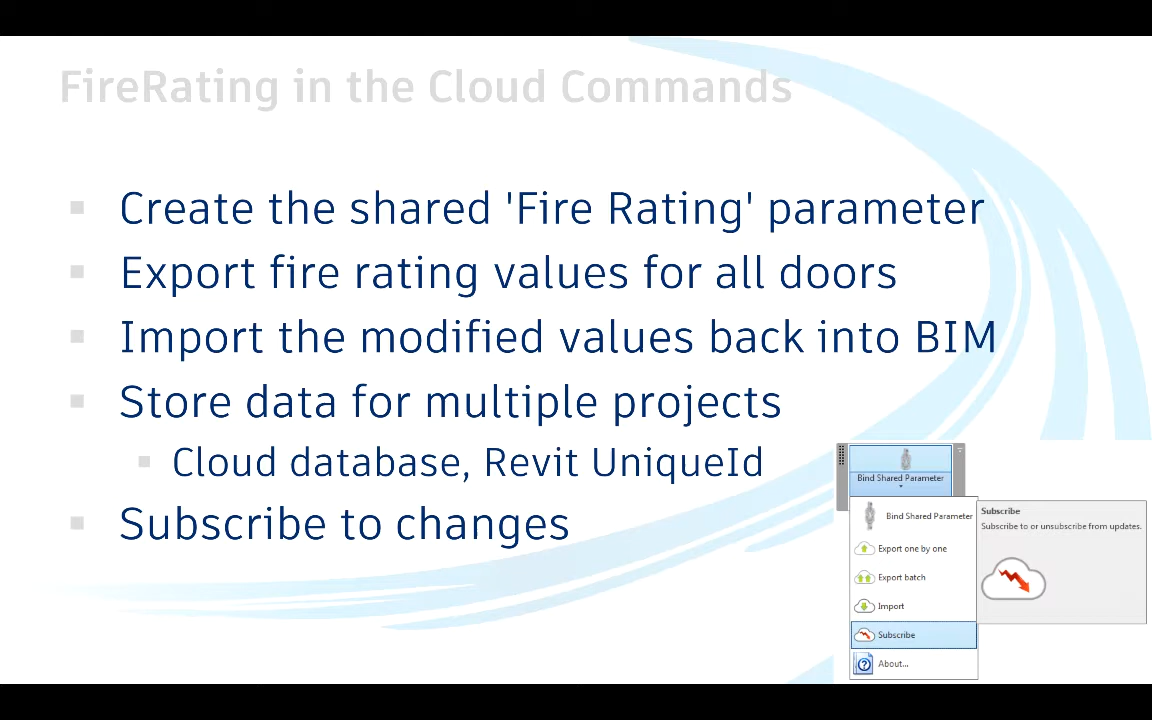 FireRating in the Cloud Commands
Create the shared 'Fire Rating' parameter
Export fire rating values for all doors
Import the modified values back into BIM
Store data for multiple projects
Cloud database, Revit UniqueId
Subscribe to changes
Bind Shared Parameter
Bind Shared Parameter
Export one by one
Export batch
Import
Subscribe
About...
Subscribe
Subscribe to or unsubscribe from updates.